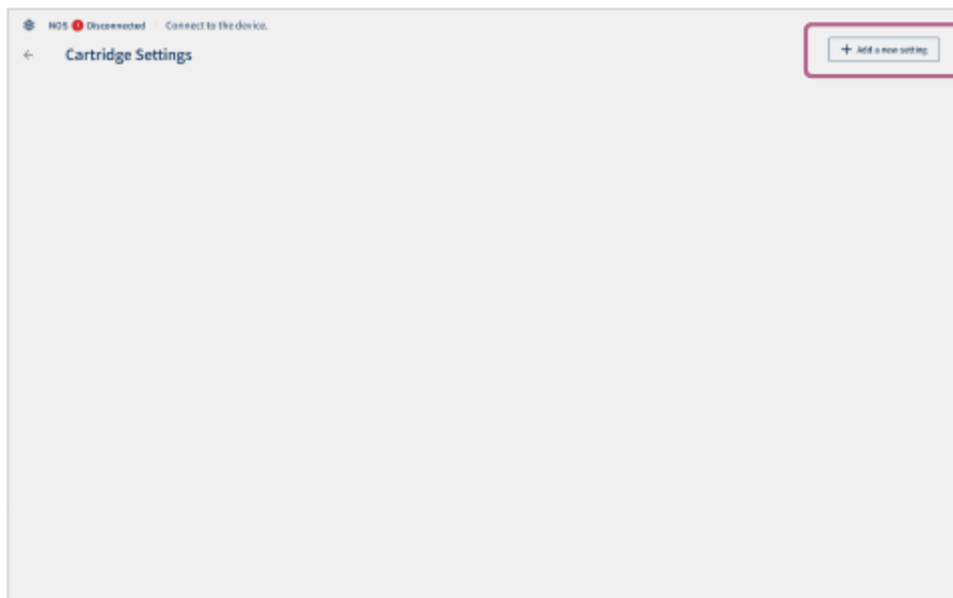 NOS Disconnected Connect to the device.
Cartridge Settings
+ Add a new setting